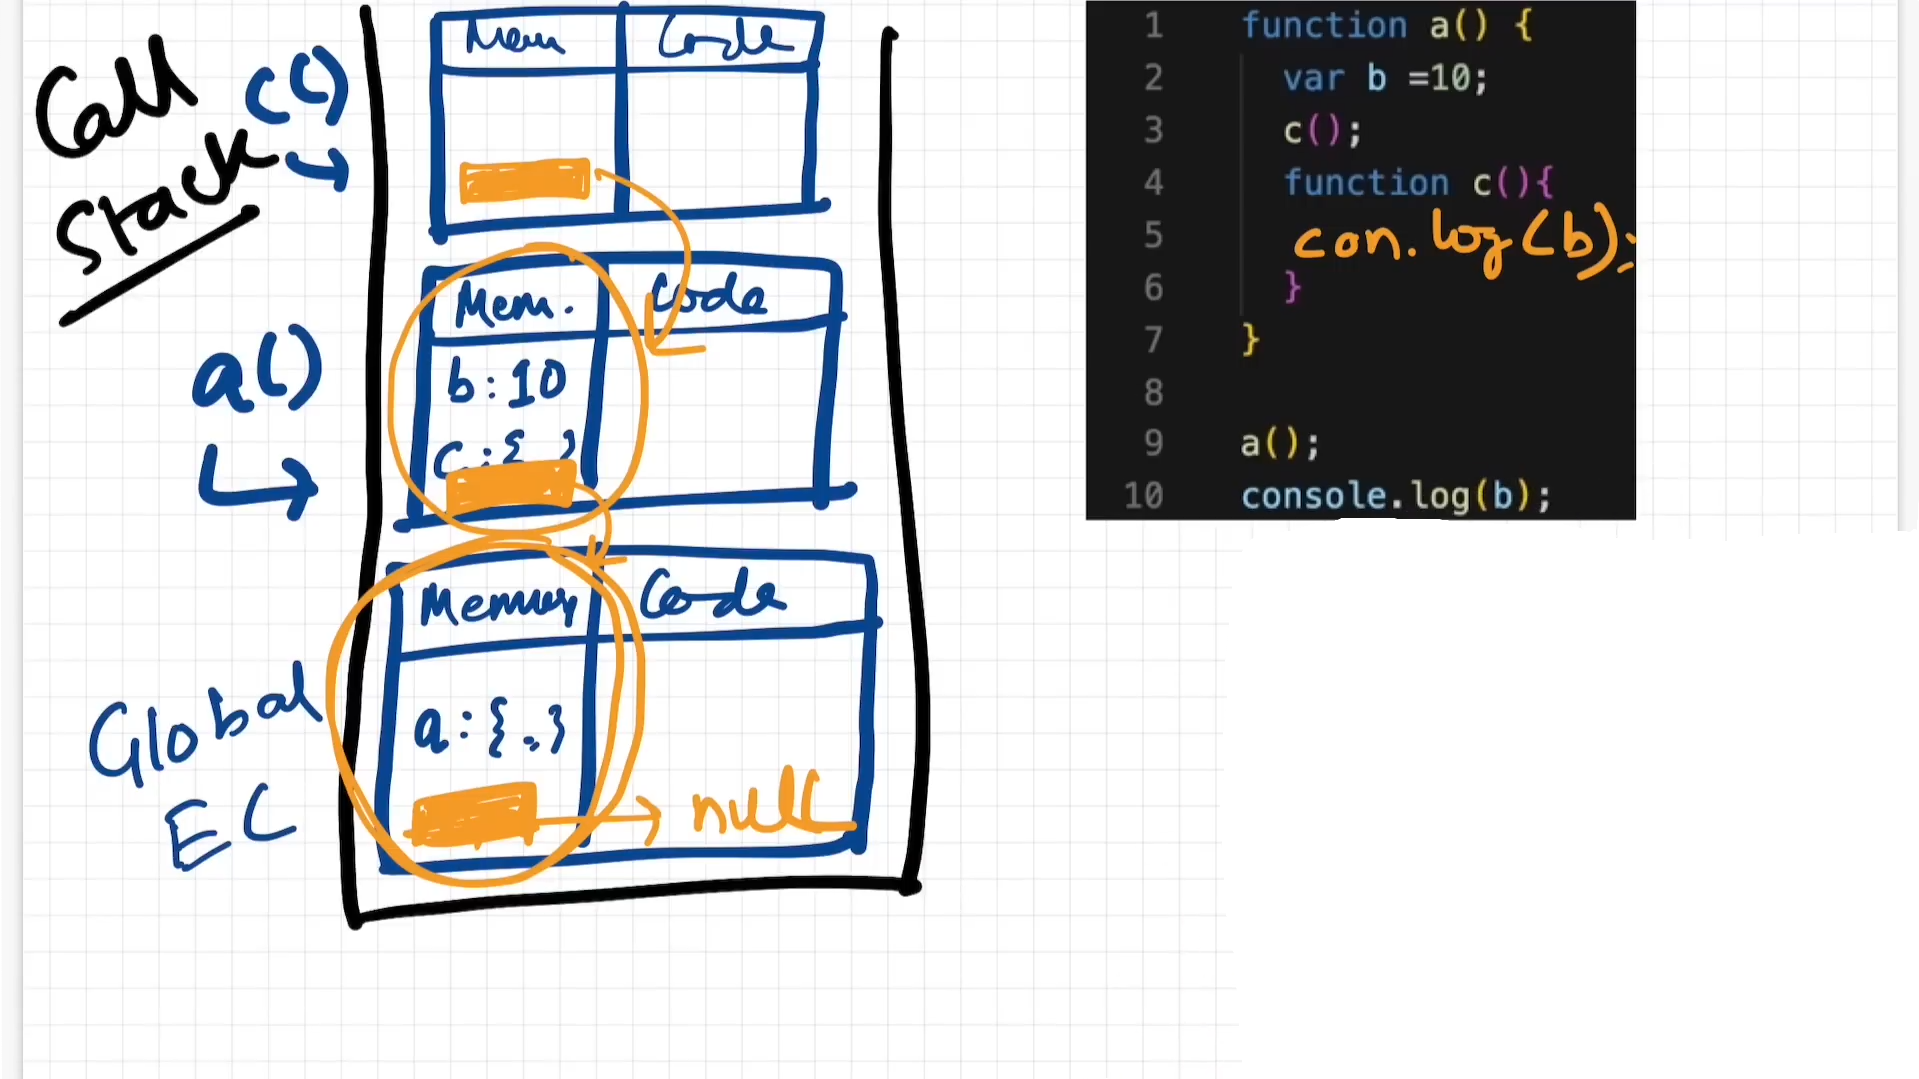 Call
Stack
c()
Mem Code
a()
Mem. Code
b:10
c:{ }
Global
EC
Memory Code
a:{..}
null
1 function a() {
2 var b =10;
3 c();
4 function c(){
5 con.log(b);
6 }
7 }
8
9 a();
10 console.log(b);